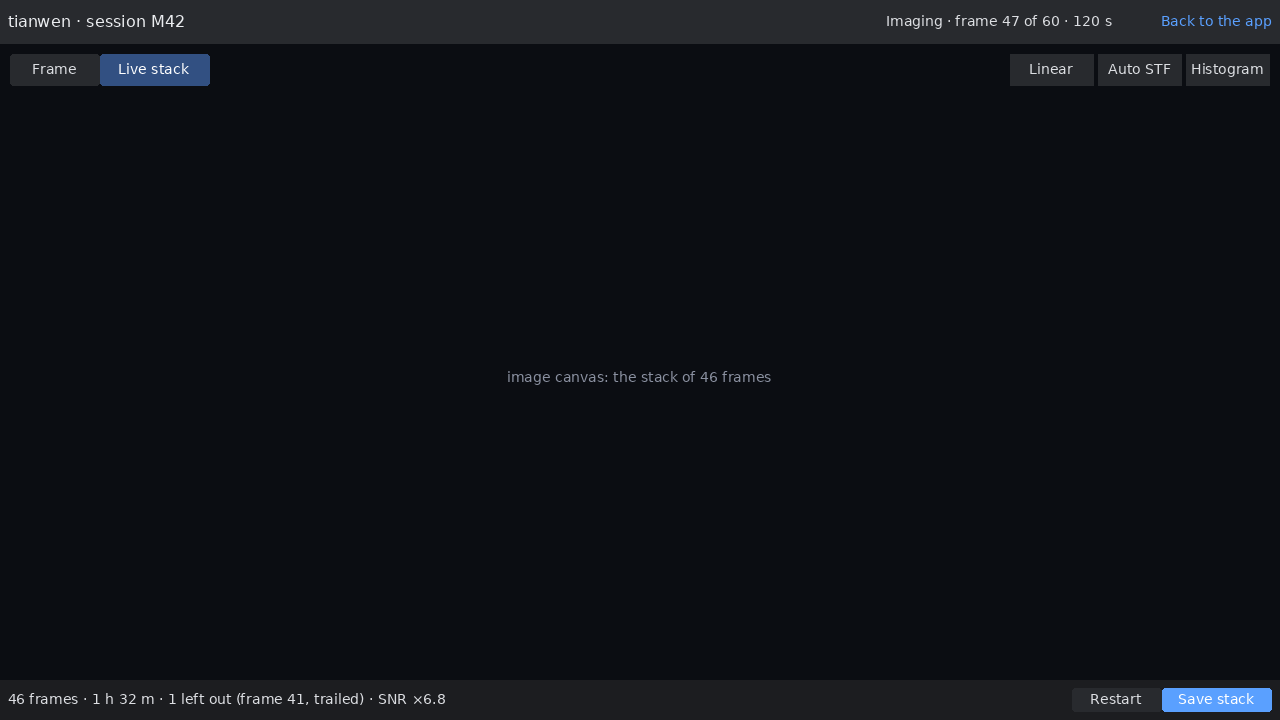 tianwen · session M42
Imaging · frame 47 of 60 · 120 s
Back to the app
Frame
Live stack
Linear
Auto STF
Histogram
image canvas: the stack of 46 frames
46 frames · 1 h 32 m · 1 left out (frame 41, trailed) · SNR ×6.8
Restart
Save stack